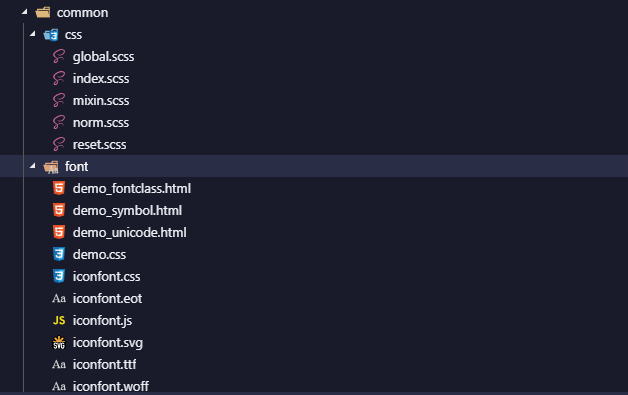 common
css
global.scss
index.scss
mixin.scss
norm.scss
reset.scss
font
demo_fontclass.html
demo_symbol.html
demo_unicode.html
demo.css
iconfont.css
Aa iconfont.eot
JS iconfont.js
SVG iconfont.svg
Aa iconfont.ttf
Aa iconfont.woff